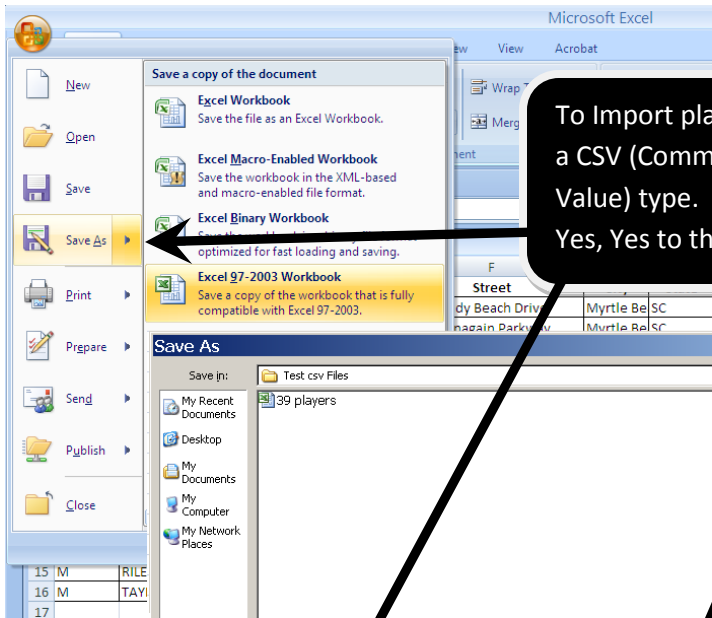 Microsoft Excel
View Acrobat
New
Open
Save
Save As
Print
Prepare
Send
Publish
Close
Save a copy of the document
Excel Workbook
Save the file as an Excel Workbook.
Excel Macro-Enabled Workbook
Save the workbook in the XML-based
and macro-enabled file format.
Excel Binary Workbook
optimized for fast loading and saving.
Excel 97-2003 Workbook
Save a copy of the workbook that is fully
compatible with Excel 97-2003.
Wrap
Merg
To Import pla
a CSV (Comm
Value) type.
Yes, Yes to th
F
Street
dy Beach Drive Myrtle Be SC
Myrtle Be SC
Save As
Save in: Test csv Files
My Recent
Documents
Desktop
My
Documents
My
Computer
My Network
Places
39 players
15 M RILE
16 M TAY
17